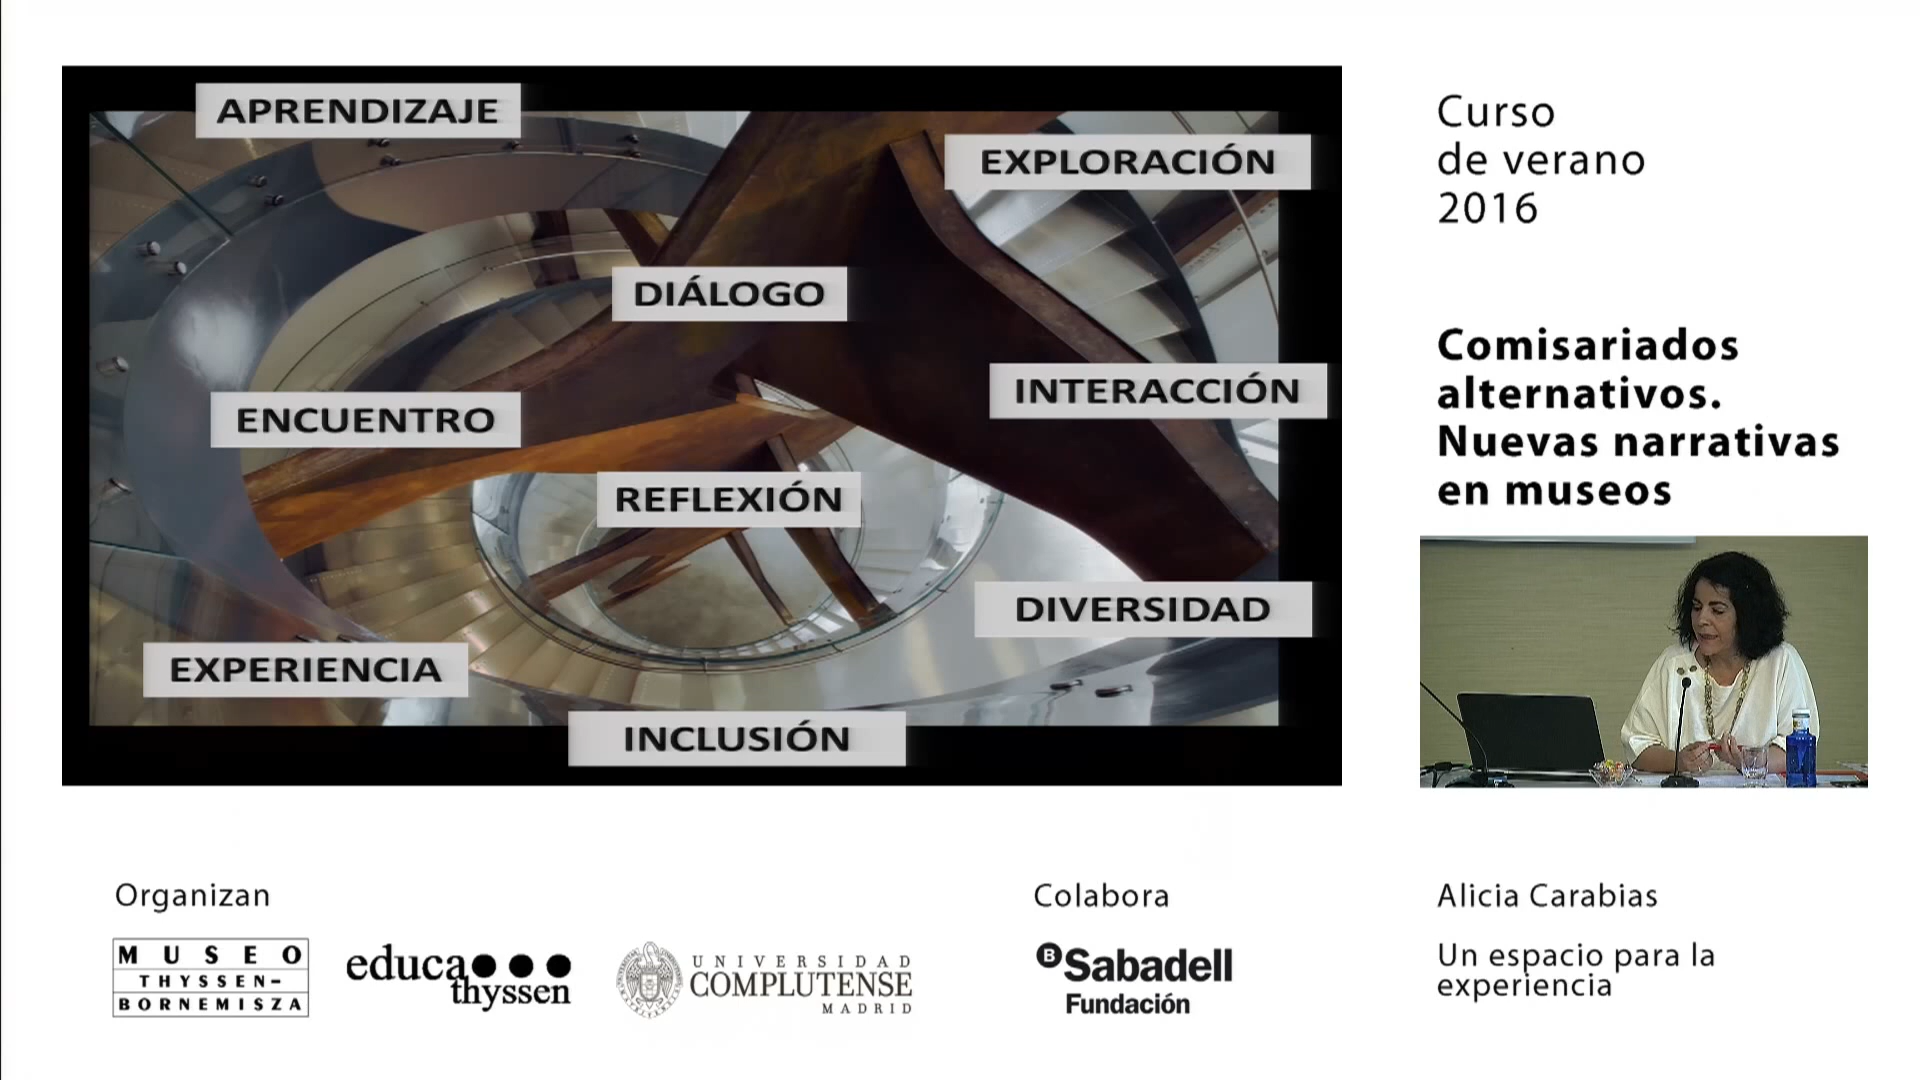 APRENDIZAJE
EXPLORACIÓN
DIÁLOGO
INTERACCIÓN
ENCUENTRO
REFLEXIÓN
DIVERSIDAD
EXPERIENCIA
INCLUSIÓN
Curso
de verano
2016
Comisariados
alternativos.
Nuevas narrativas
en museos
Organizan
MUSEO
THYSSEN-
BORNEMISZA
educa
thyssen
UNIVERSIDAD
COMPLUTENSE
MADRID
Colabora
B Sabadell
Fundación
Alicia Carabias
Un espacio para la
experiencia